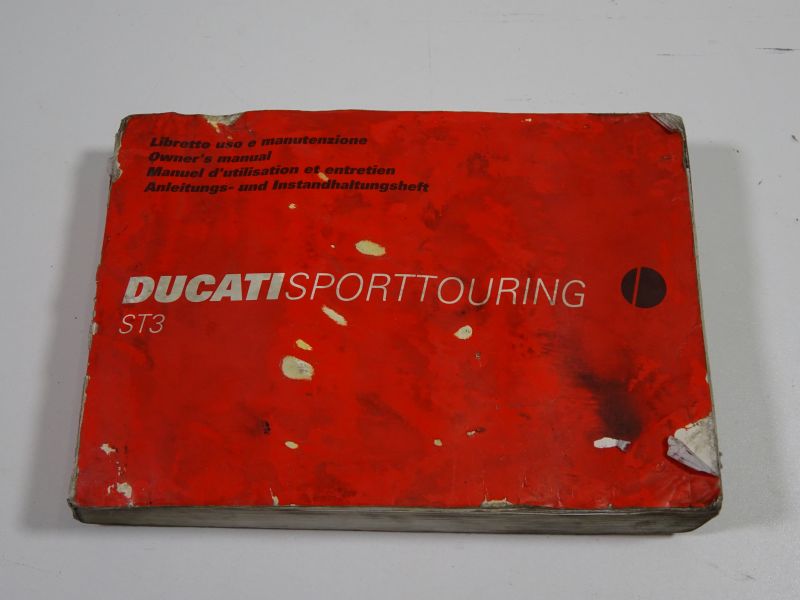 Libretto uso e manutenzione
Owner's manual
Manuel d'utilisation et entretien
Anleitungs- und Instandhaltungsheft
DUCATISPORTTOURING
ST3